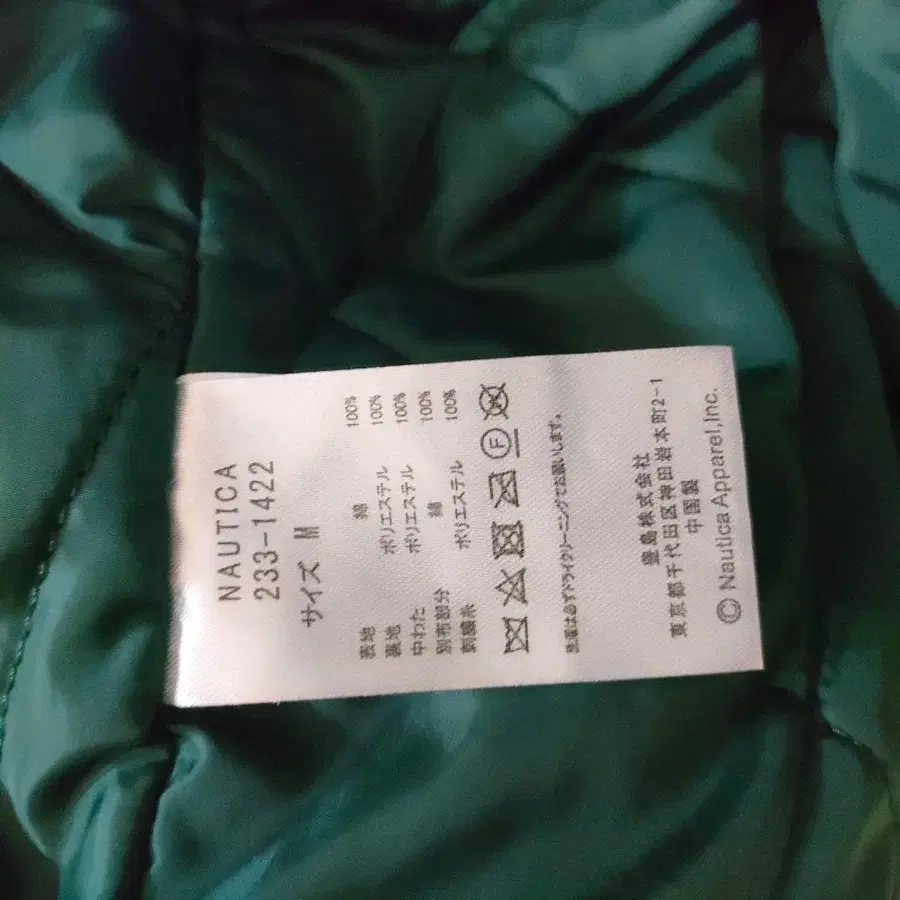 NAUTICA
233-1422
サイズ M
表地 綿 100%
裏地 ポリエステル 100%
中わた ポリエステル 100%
別布部分 綿 100%
刺繍糸 ポリエステル 100%
洗濯は必ずドライクリーニングでお願いします。
豊島株式会社
東京都千代田区神田岩本町2-1
中国製
© Nautica Apparel,Inc.